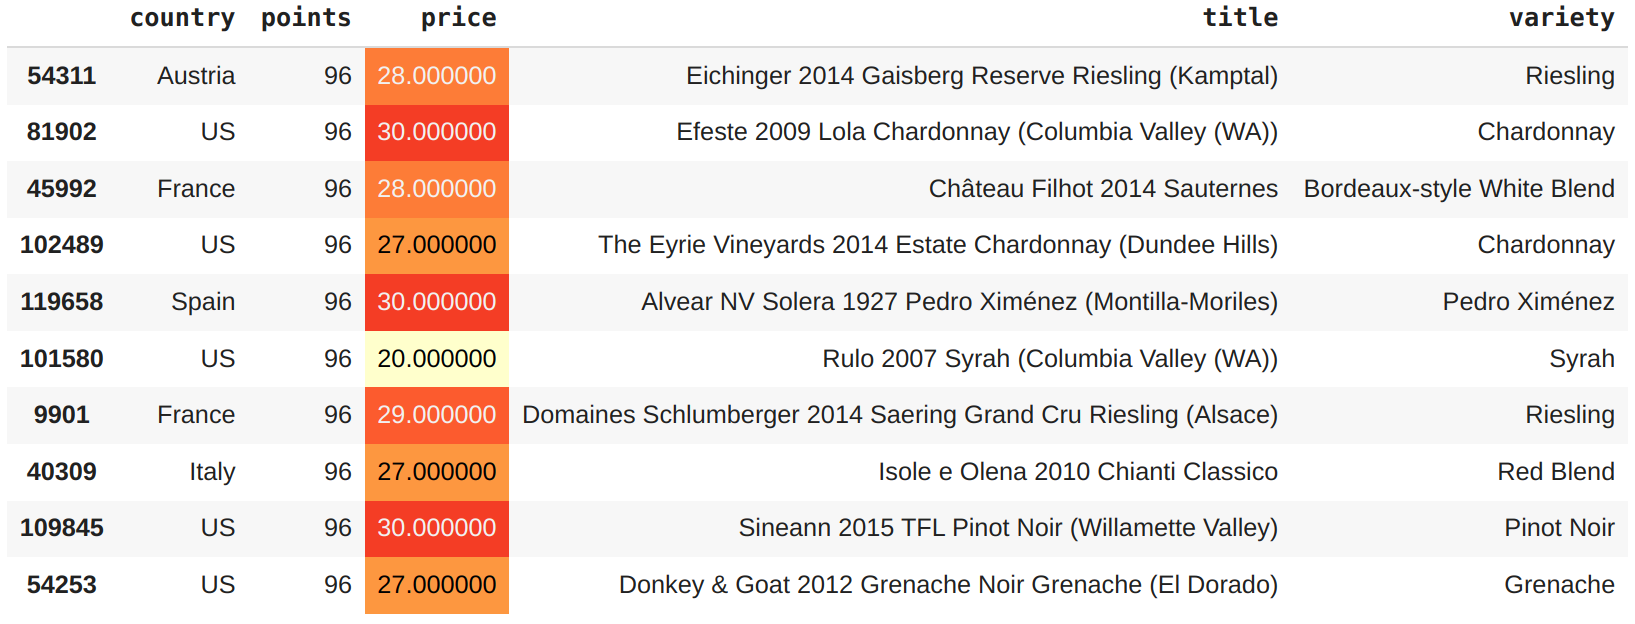 country points price title variety
54311 Austria 96 28.000000 Eichinger 2014 Gaisberg Reserve Riesling (Kamptal) Riesling
81902 US 96 30.000000 Efeste 2009 Lola Chardonnay (Columbia Valley (WA)) Chardonnay
45992 France 96 28.000000 Château Filhot 2014 Sauternes Bordeaux-style White Blend
102489 US 96 27.000000 The Eyrie Vineyards 2014 Estate Chardonnay (Dundee Hills) Chardonnay
119658 Spain 96 30.000000 Alvear NV Solera 1927 Pedro Ximénez (Montilla-Moriles) Pedro Ximénez
101580 US 96 20.000000 Rulo 2007 Syrah (Columbia Valley (WA)) Syrah
9901 France 96 29.000000 Domaines Schlumberger 2014 Saering Grand Cru Riesling (Alsace) Riesling
40309 Italy 96 27.000000 Isole e Olena 2010 Chianti Classico Red Blend
109845 US 96 30.000000 Sineann 2015 TFL Pinot Noir (Willamette Valley) Pinot Noir
54253 US 96 27.000000 Donkey & Goat 2012 Grenache Noir Grenache (El Dorado) Grenache